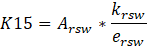 K15 = A_rsw * k_rsw / e_rsw